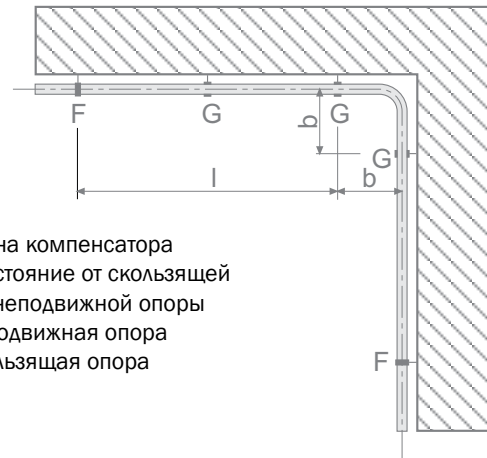 F G G
b
G
l b
на компенсатора
стояние от скользящей
неподвижной опоры
одвижная опора
льзящая опора
F